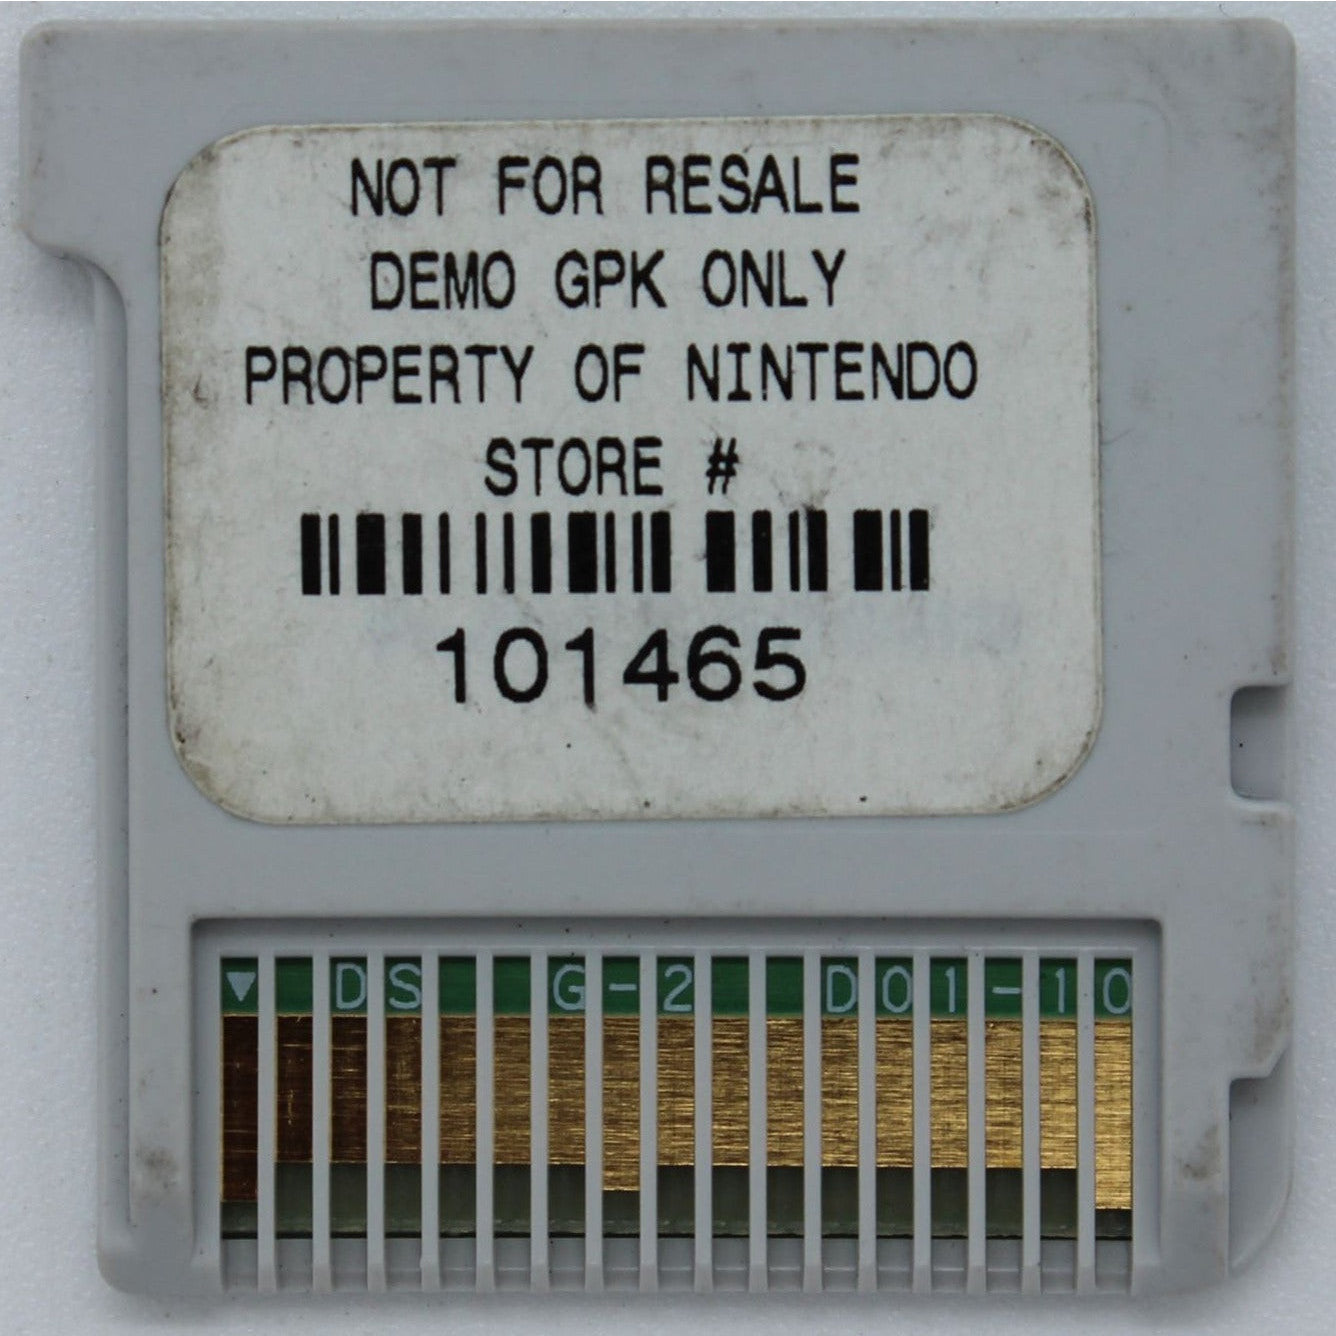 NOT FOR RESALE
DEMO GPK ONLY
PROPERTY OF NINTENDO
STORE #
101465
▼ DS G-2 D01-10